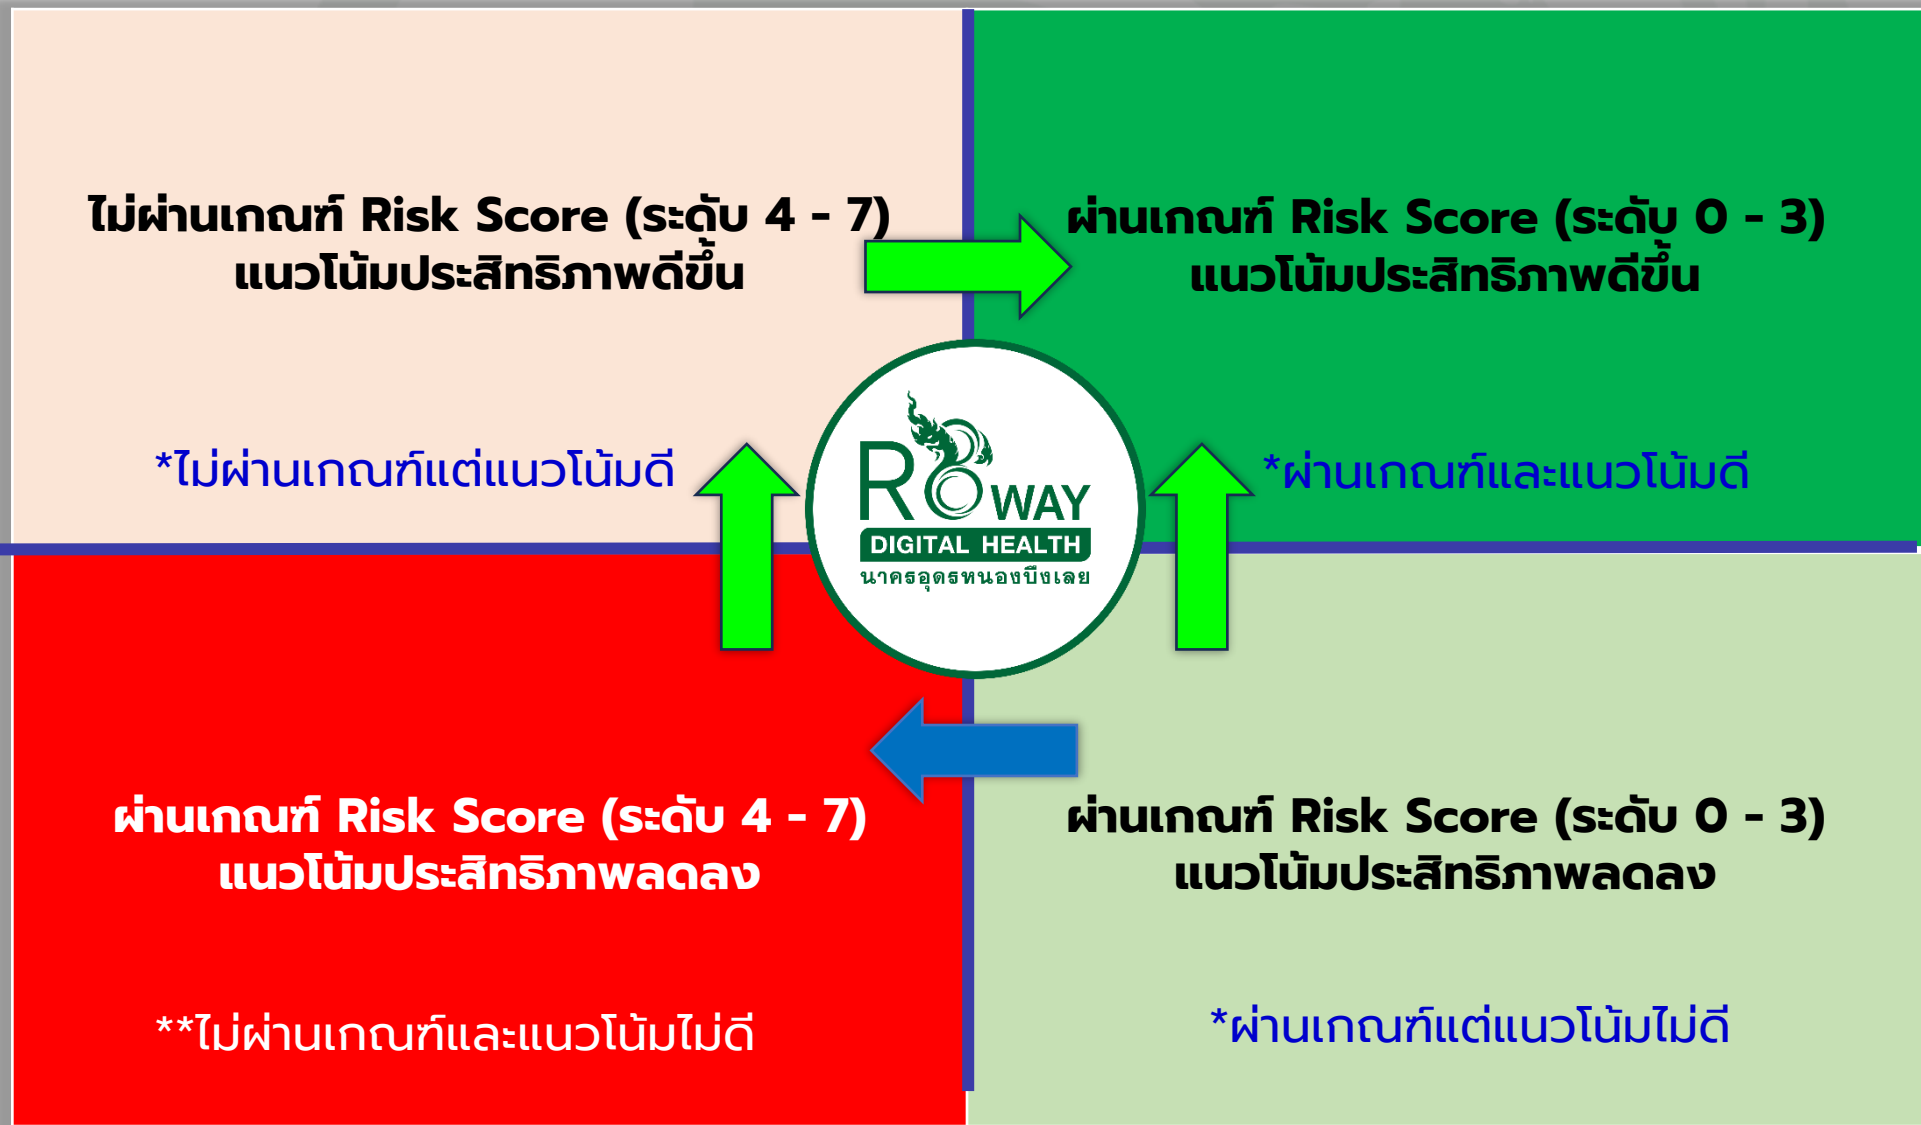 ไม่ผ่านเกณฑ์ Risk Score (ระดับ 4 - 7)
แนวโน้มประสิทธิภาพดีขึ้น
*ไม่ผ่านเกณฑ์แต่แนวโน้มดี
ผ่านเกณฑ์ Risk Score (ระดับ 0 - 3)
แนวโน้มประสิทธิภาพดีขึ้น
*ผ่านเกณฑ์และแนวโน้มดี
R8 WAY
DIGITAL HEALTH
นาครอุดรหนองบึงเลย
ผ่านเกณฑ์ Risk Score (ระดับ 4 - 7)
แนวโน้มประสิทธิภาพลดลง
**ไม่ผ่านเกณฑ์และแนวโน้มไม่ดี
ผ่านเกณฑ์ Risk Score (ระดับ 0 - 3)
แนวโน้มประสิทธิภาพลดลง
*ผ่านเกณฑ์แต่แนวโน้มไม่ดี